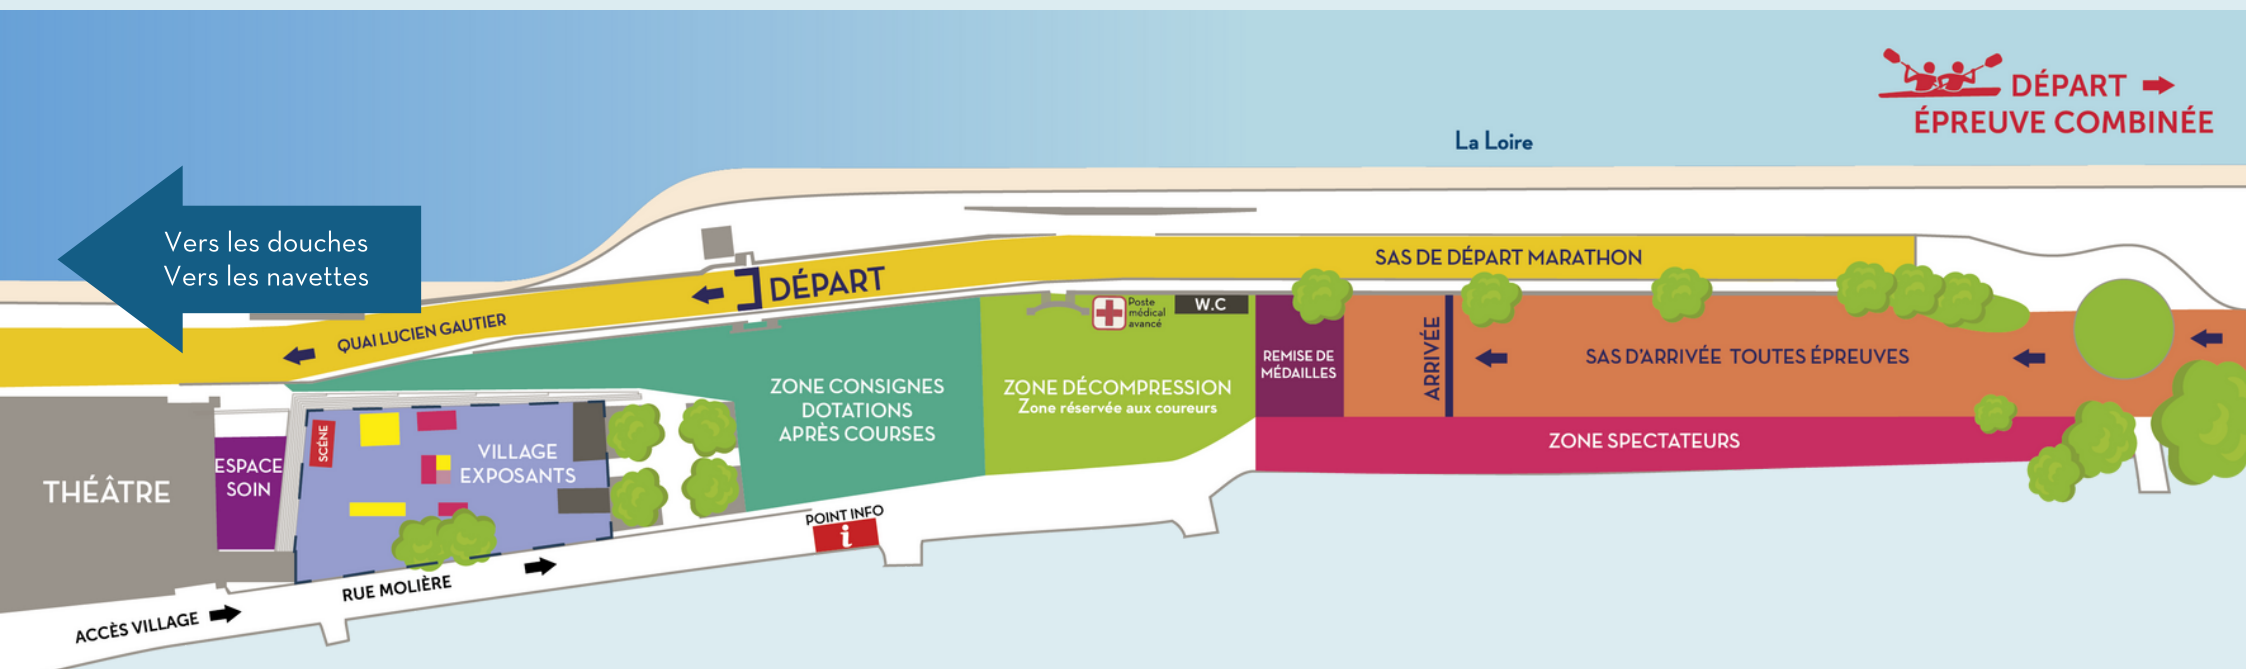 DÉPART
ÉPREUVE COMBINÉE
La Loire
Vers les douches
Vers les navettes
SAS DE DÉPART MARATHON
DÉPART
QUAI LUCIEN GAUTIER
Poste
médical
avancé
W.C
ARRIVÉE
SAS D'ARRIVÉE TOUTES ÉPREUVES
REMISE DE
MÉDAILLES
ZONE CONSIGNES
DOTATIONS
APRÈS COURSES
ZONE DÉCOMPRESSION
Zone réservée aux coureurs
ZONE SPECTATEURS
SCÈNE
VILLAGE
EXPOSANTS
ESPACE
SOIN
THÉÂTRE
POINT INFO
i
RUE MOLIÈRE
ACCÈS VILLAGE